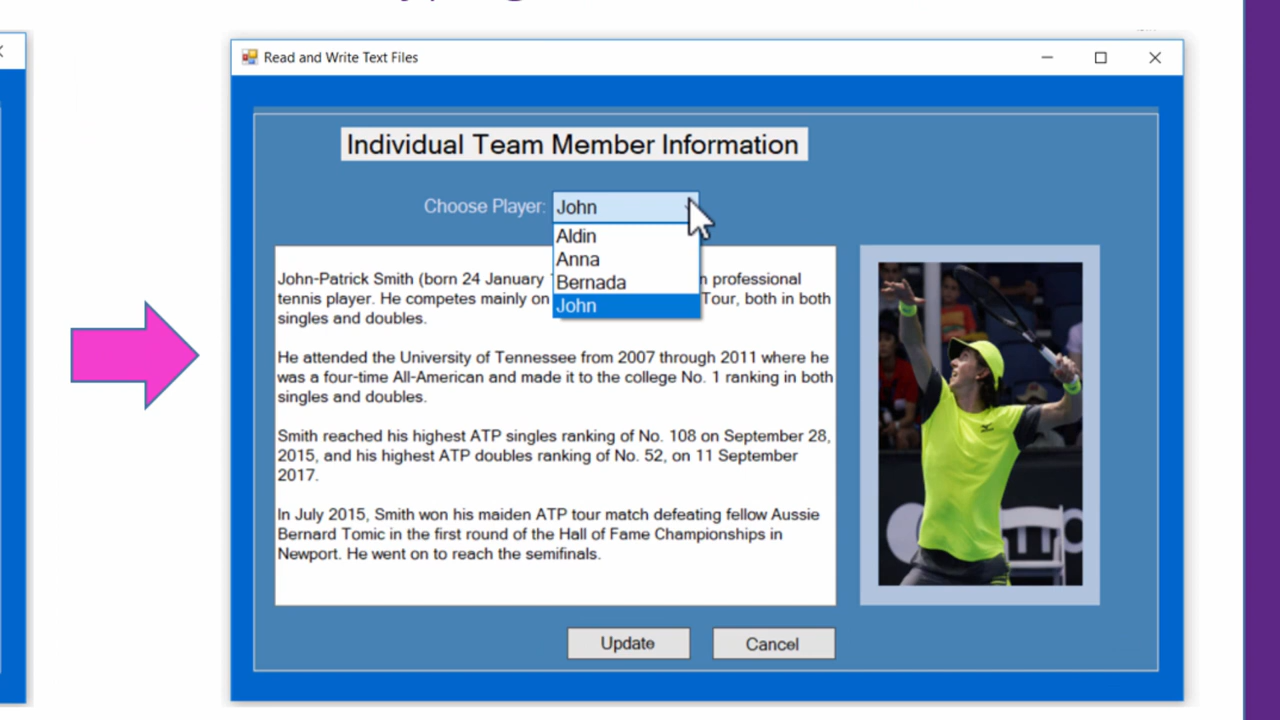 Read and Write Text Files
Individual Team Member Information
Choose Player: John
Aldin
Anna
Bernada
John
John-Patrick Smith (born 24 January professional
tennis player. He competes mainly on Tour, both in both
singles and doubles.
He attended the University of Tennessee from 2007 through 2011 where he
was a four-time All-American and made it to the college No. 1 ranking in both
singles and doubles.
Smith reached his highest ATP singles ranking of No. 108 on September 28,
2015, and his highest ATP doubles ranking of No. 52, on 11 September
2017.
In July 2015, Smith won his maiden ATP tour match defeating fellow Aussie
Bernard Tomic in the first round of the Hall of Fame Championships in
Newport. He went on to reach the semifinals.
Update Cancel